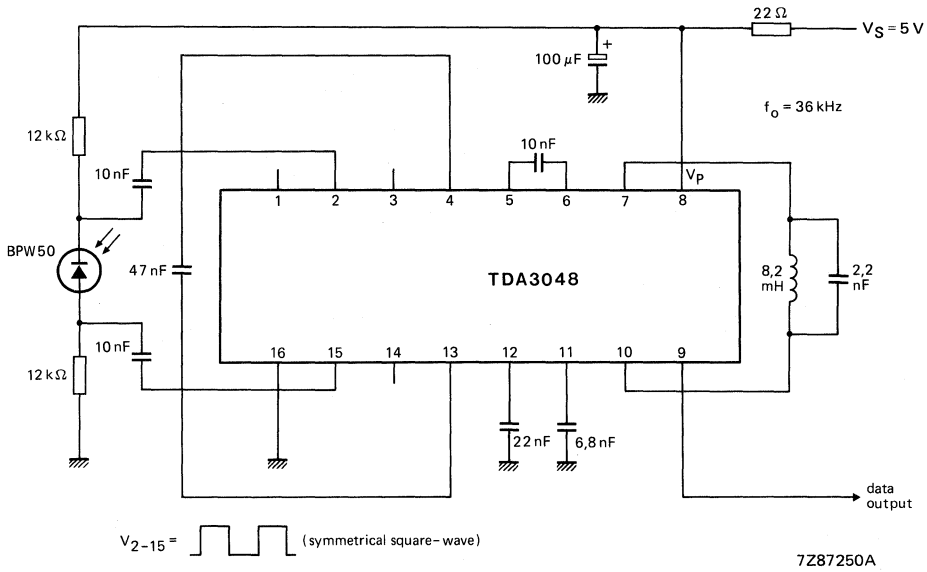 22 Ω
V_S = 5 V
100 μF
+
f_o = 36 kHz
12 kΩ
10 nF
10 nF
V_P
1 2 3 4 5 6 7 8
BPW50
47 nF
TDA3048
8,2 mH
2,2 nF
10 nF
16 15 14 13 12 11 10 9
12 kΩ
22 nF
6,8 nF
data
output
V_2–15 = (symmetrical square–wave)
7Z87250A